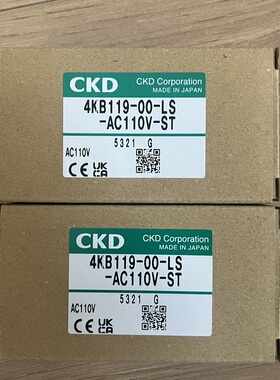 CKD
CKD Corporation
MADE IN JAPAN
4KB119-00-LS
-AC110V-ST
5321 G
AC110V
CE UK CA
CKD
CKD Corporation
MADE IN JAPAN
4KB119-00-LS
-AC110V-ST
5321 G
AC110V
CE UK CA